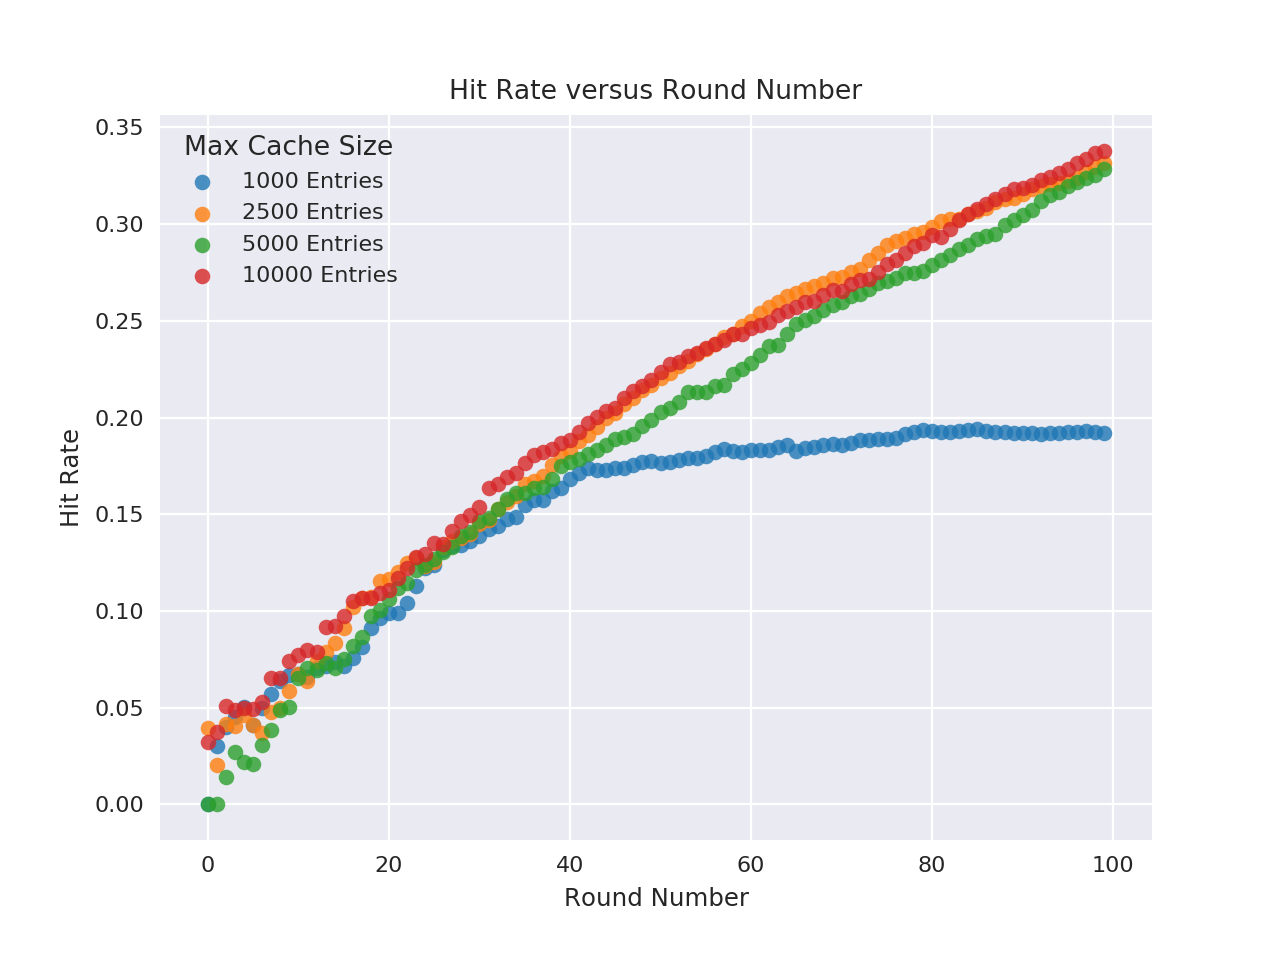 Hit Rate versus Round Number
Max Cache Size
1000 Entries
2500 Entries
5000 Entries
10000 Entries
Hit Rate
0.35
0.30
0.25
0.20
0.15
0.10
0.05
0.00
0 20 40 60 80 100
Round Number